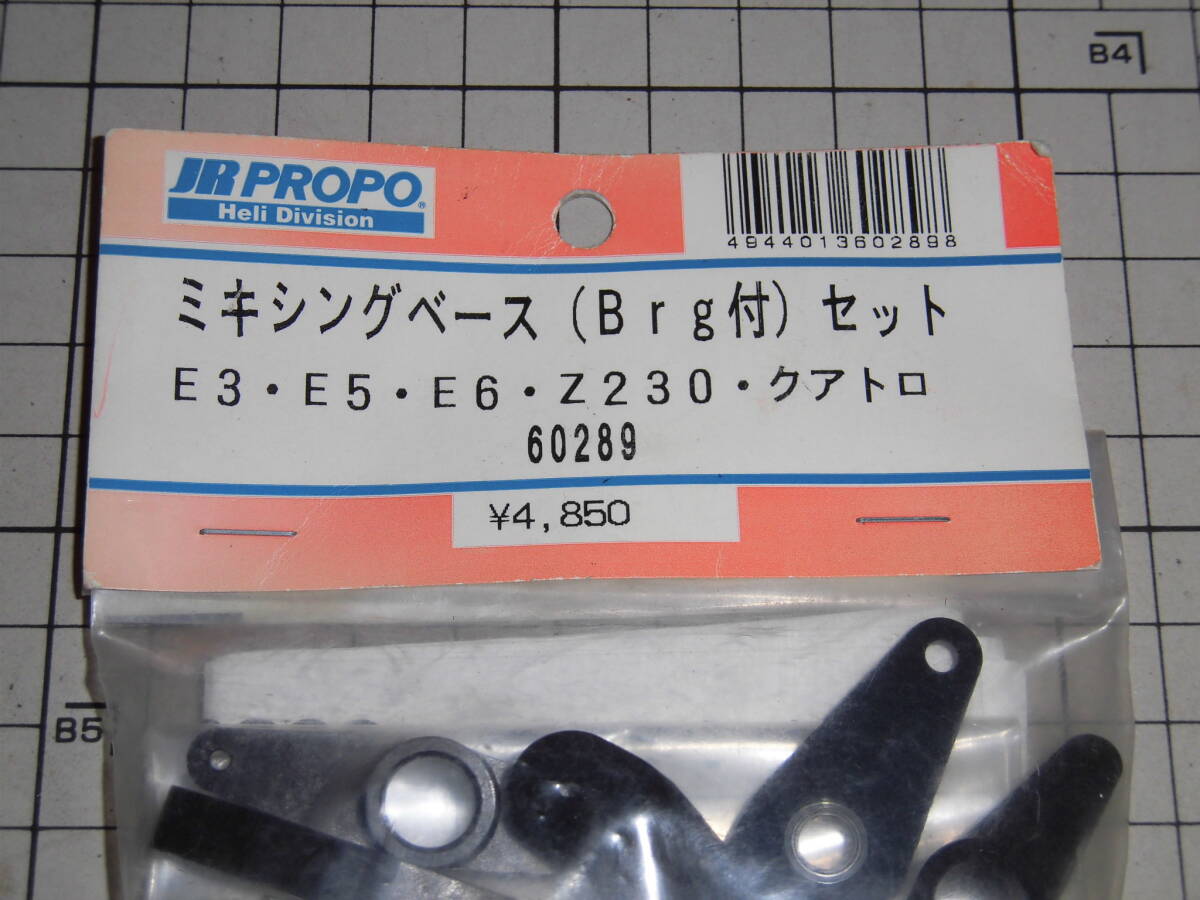 B4
JR PROPO®
Heli Division
4944013602898
ミキシングベース(Brg付)セット
E3・E5・E6・Z230・クアトロ
60289
¥4,850
B5